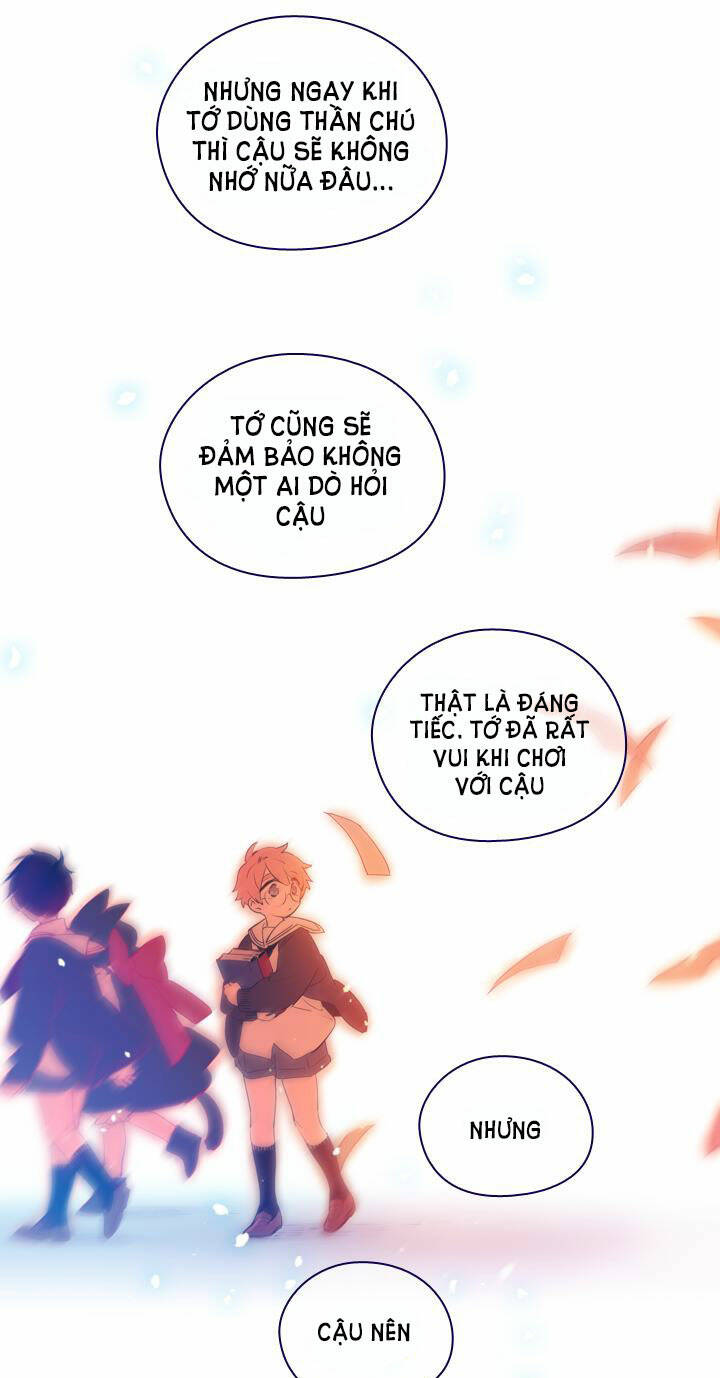 NHƯNG NGAY KHI
TỚ DÙNG THẦN CHÚ
THÌ CẬU SẼ KHÔNG
NHỚ NỮA ĐÂU...
TỚ CŨNG SẼ
ĐẢM BẢO KHÔNG
MỘT AI DÒ HỎI
CẬU
THẬT LÀ ĐÁNG
TIẾC. TỚ ĐÃ RẤT
VUI KHI CHƠI
VỚI CẬU
NHƯNG
CẬU NÊN